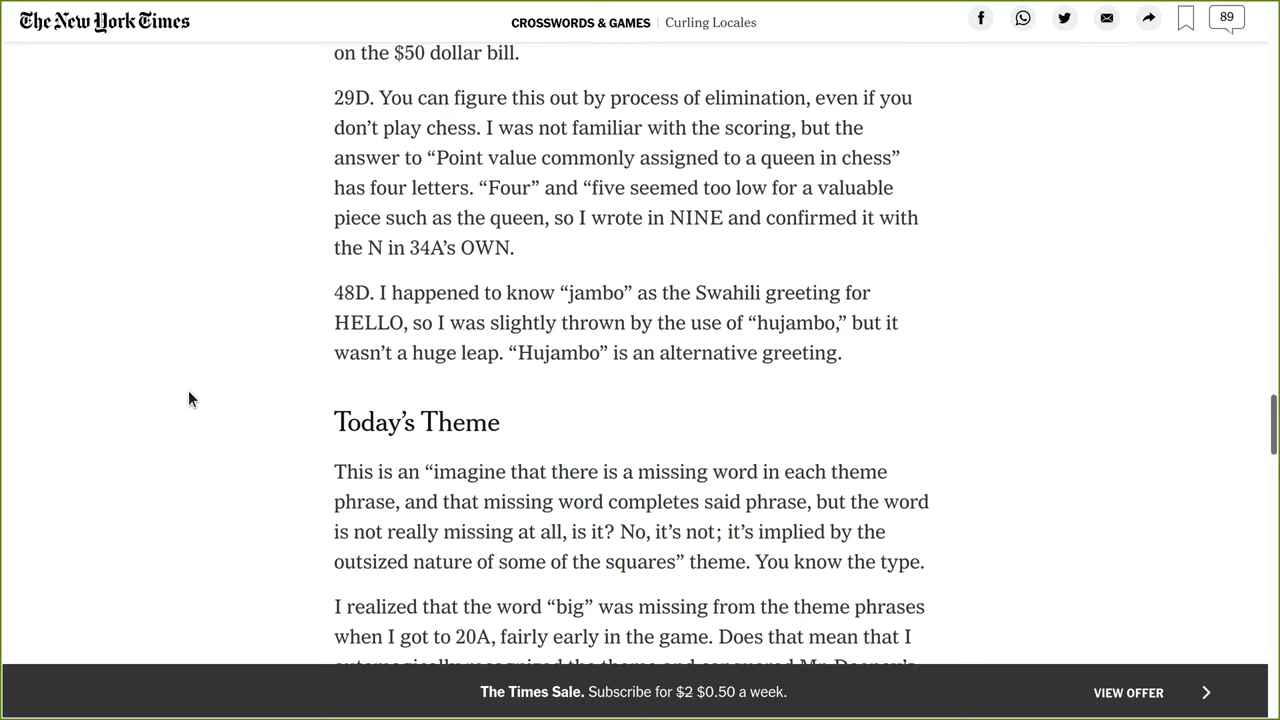 The New York Times
CROSSWORDS & GAMES | Curling Locales
89
on the $50 dollar bill.
29D. You can figure this out by process of elimination, even if you
don’t play chess. I was not familiar with the scoring, but the
answer to “Point value commonly assigned to a queen in chess”
has four letters. “Four” and “five seemed too low for a valuable
piece such as the queen, so I wrote in NINE and confirmed it with
the N in 34A’s OWN.
48D. I happened to know “jambo” as the Swahili greeting for
HELLO, so I was slightly thrown by the use of “hujambo,” but it
wasn’t a huge leap. “Hujambo” is an alternative greeting.
Today’s Theme
This is an “imagine that there is a missing word in each theme
phrase, and that missing word completes said phrase, but the word
is not really missing at all, is it? No, it’s not; it’s implied by the
outsized nature of some of the squares” theme. You know the type.
I realized that the word “big” was missing from the theme phrases
when I got to 20A, fairly early in the game. Does that mean that I
The Times Sale. Subscribe for $2 $0.50 a week.
VIEW OFFER